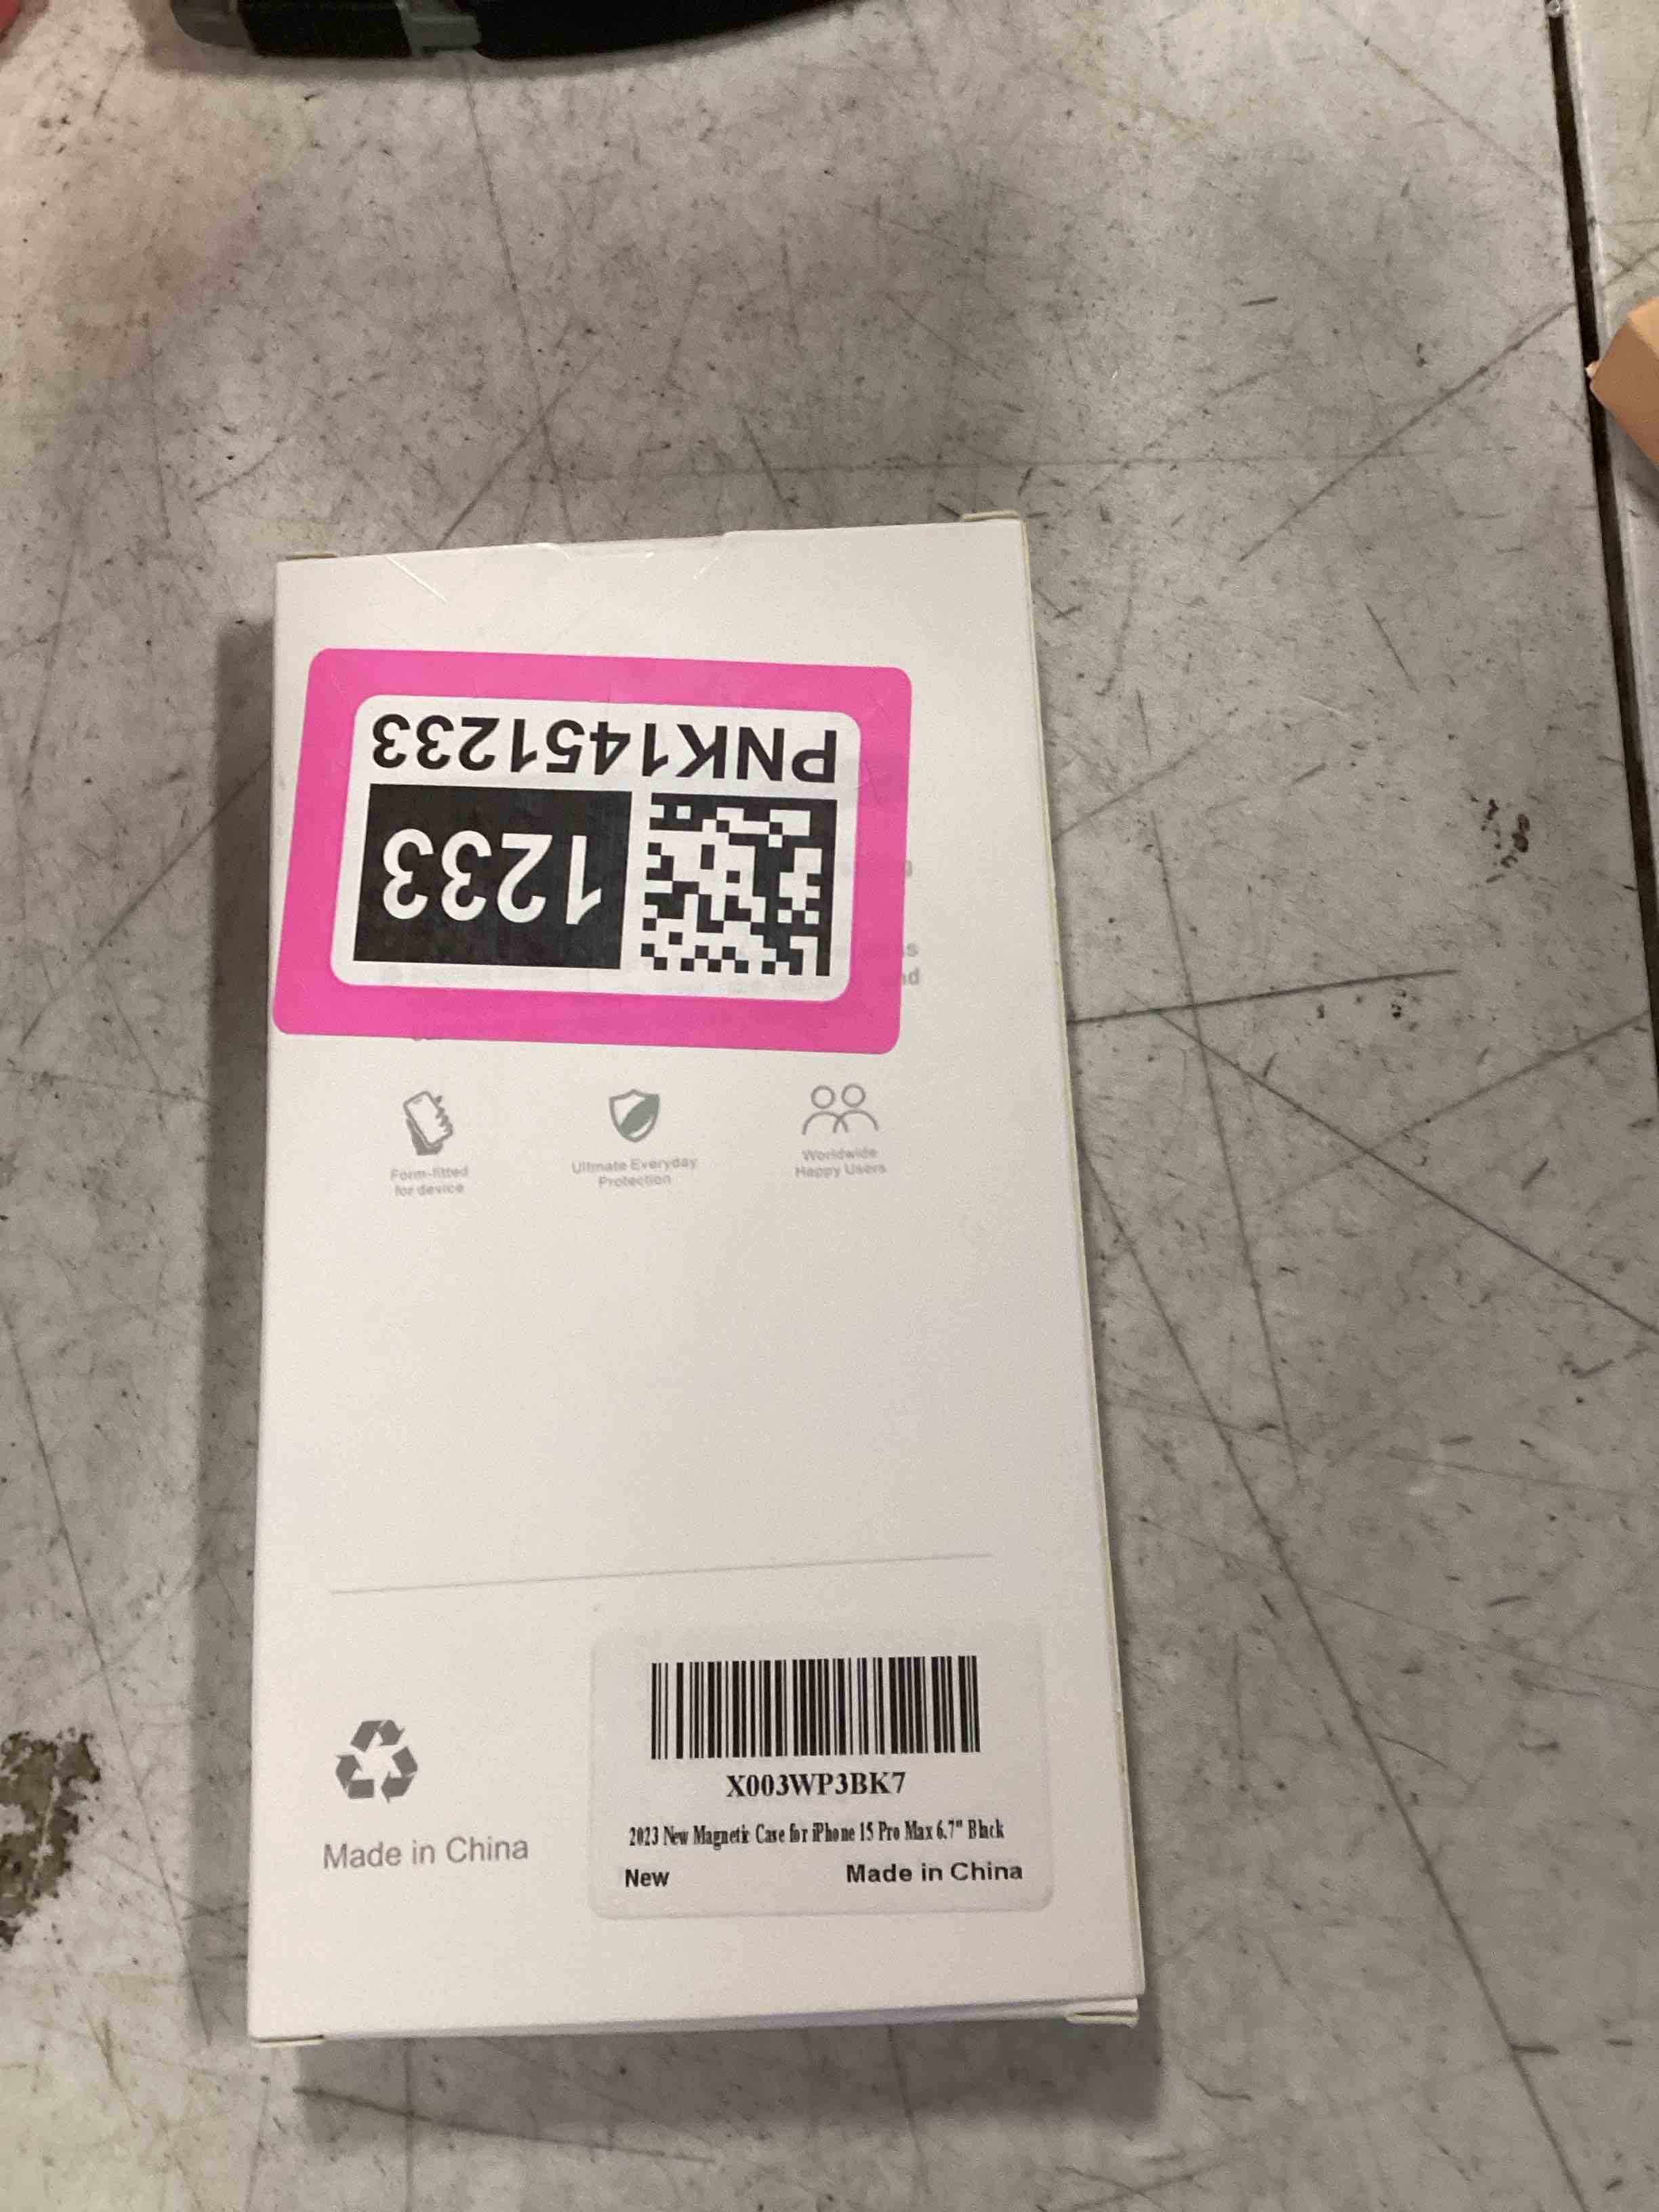 PNK1451233
1233
s
nd
Form-fitted
for device
Ultimate Everyday
Protection
Worldwide
Happy Users
X003WP3BK7
2023 New Magnetic Case for iPhone 15 Pro Max 6.7" Black
New
Made in China
Made in China